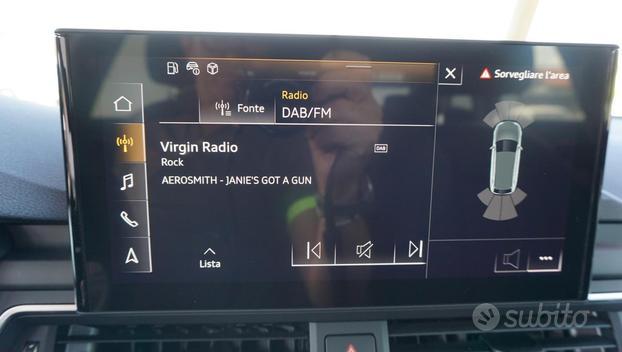 Sorvegliare l'area
Radio
Fonte
DAB/FM
Virgin Radio
DAB
Rock
AEROSMITH - JANIE'S GOT A GUN
Lista
subito